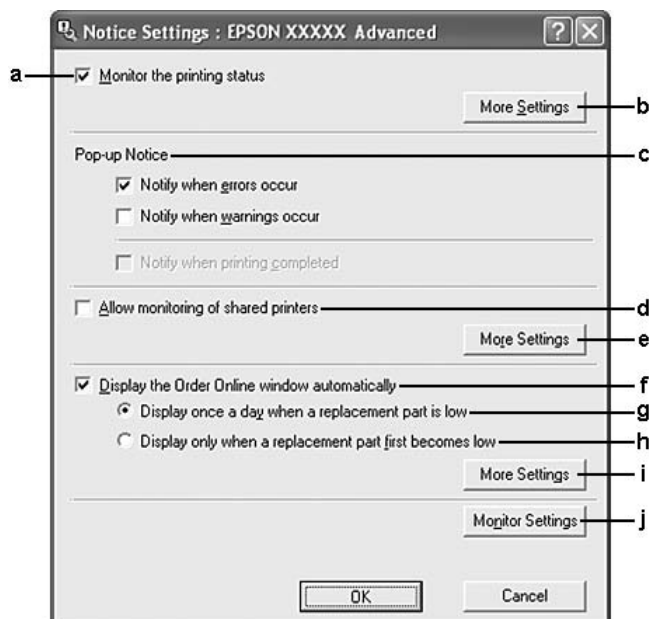 Notice Settings : EPSON XXXXX Advanced
a
Monitor the printing status
More Settings
b
Pop-up Notice
c
Notify when errors occur
Notify when warnings occur
Notify when printing completed
Allow monitoring of shared printers
d
More Settings
e
Display the Order Online window automatically
f
Display once a day when a replacement part is low
g
Display only when a replacement part first becomes low
h
More Settings
i
Monitor Settings
j
OK
Cancel